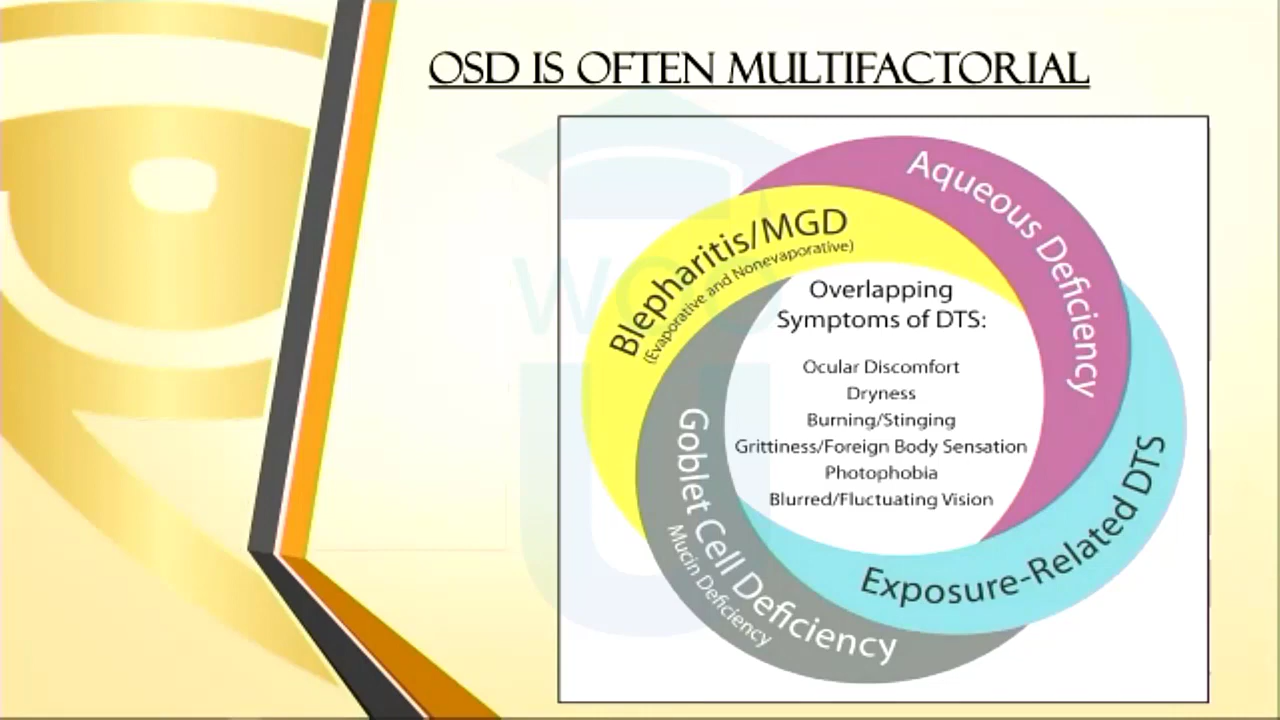 OSD IS OFTEN MULTIFACTORIAL
Aqueous Deficiency
Blepharitis/MGD
(Evaporative and Nonevaporative)
Overlapping
Symptoms of DTS:
Ocular Discomfort
Dryness
Burning/Stinging
Grittiness/Foreign Body Sensation
Photophobia
Blurred/Fluctuating Vision
Goblet Cell Deficiency
Mucin Deficiency
Exposure-Related DTS